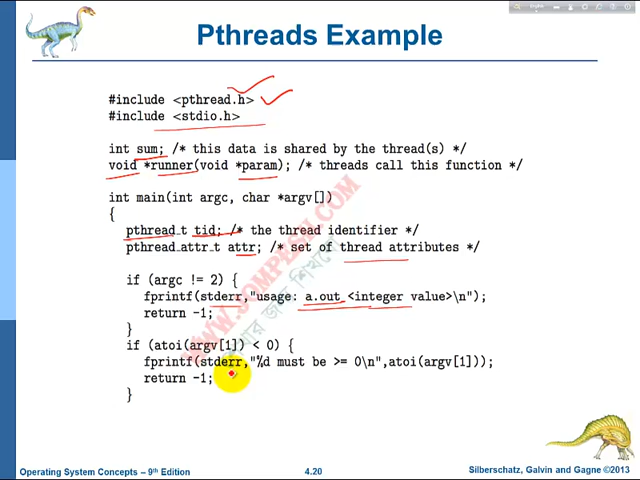 Pthreads Example
#include <pthread.h>
#include <stdio.h>
int sum; /* this data is shared by the thread(s) */
void *runner(void *param); /* threads call this function */
int main(int argc, char *argv[])
{
pthread_t tid; /* the thread identifier */
pthread_attr_t attr; /* set of thread attributes */
if (argc != 2) {
fprintf(stderr,"usage: a.out <integer value>\n");
return -1;
}
if (atoi(argv[1]) < 0) {
fprintf(stderr,"%d must be >= 0\n",atoi(argv[1]));
return -1;
}
Operating System Concepts – 9th Edition
4.20
Silberschatz, Galvin and Gagne ©2013